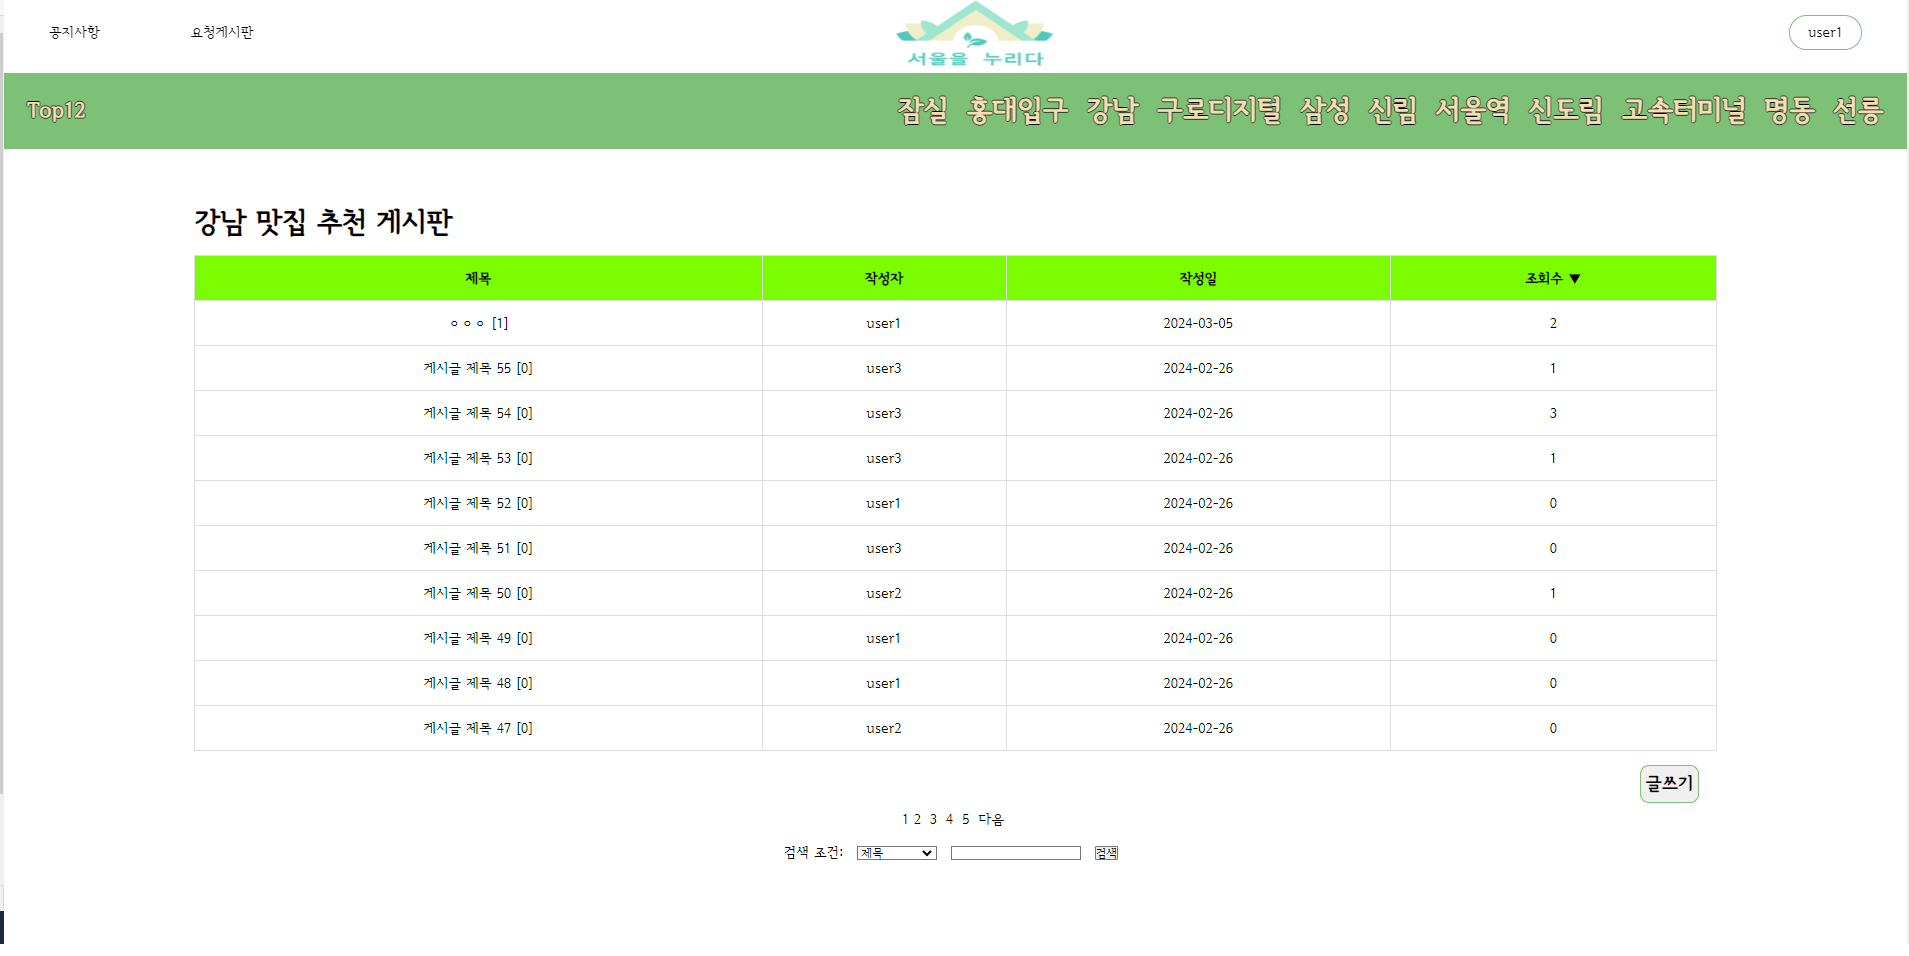 공지사항 요청게시판 서울을 누리다 user1
Top12 잠실 홍대입구 강남 구로디지털 삼성 신림 서울역 신도림 고속터미널 명동 선릉
강남 맛집 추천 게시판
제목 작성자 작성일 조회수 ▼
ㅇㅇㅇ [1] user1 2024-03-05 2
게시글 제목 55 [0] user3 2024-02-26 1
게시글 제목 54 [0] user3 2024-02-26 3
게시글 제목 53 [0] user3 2024-02-26 1
게시글 제목 52 [0] user1 2024-02-26 0
게시글 제목 51 [0] user3 2024-02-26 0
게시글 제목 50 [0] user2 2024-02-26 1
게시글 제목 49 [0] user1 2024-02-26 0
게시글 제목 48 [0] user1 2024-02-26 0
게시글 제목 47 [0] user2 2024-02-26 0
글쓰기
1 2 3 4 5 다음
검색 조건: 제목 검색